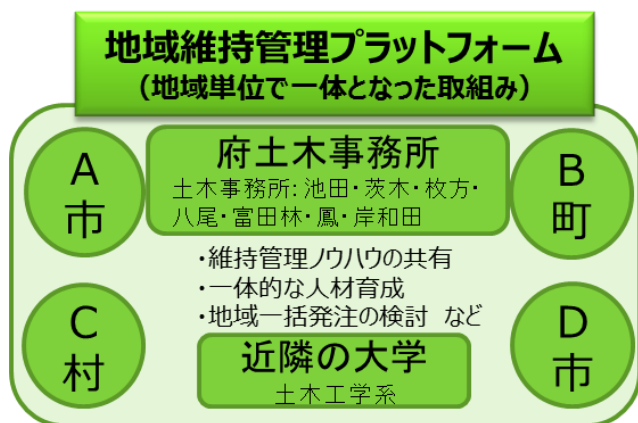 地域維持管理プラットフォーム
(地域単位で一体となった取組み)
A
市
府土木事務所
土木事務所:池田・茨木・枚方・
八尾・富田林・鳳・岸和田
B
町
・維持管理ノウハウの共有
・一体的な人材育成
・地域一括発注の検討 など
C
村
近隣の大学
土木工学系
D
市